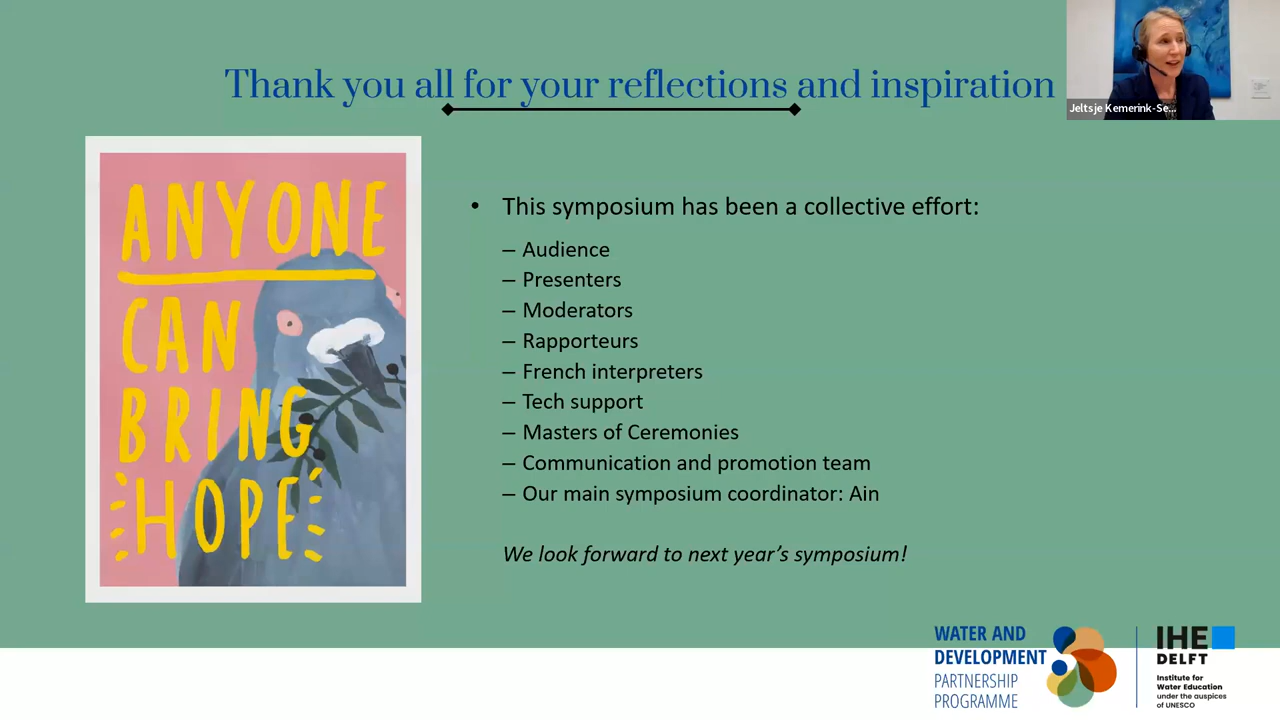 Thank you all for your reflections and inspiration
Jeltsje Kemerink-Se...
ANYONE
CAN
BRING
HOPE
• This symposium has been a collective effort:
– Audience
– Presenters
– Moderators
– Rapporteurs
– French interpreters
– Tech support
– Masters of Ceremonies
– Communication and promotion team
– Our main symposium coordinator: Ain
We look forward to next year’s symposium!
WATER AND
DEVELOPMENT
PARTNERSHIP
PROGRAMME
IHE
DELFT
Institute for
Water Education
under the auspices
of UNESCO